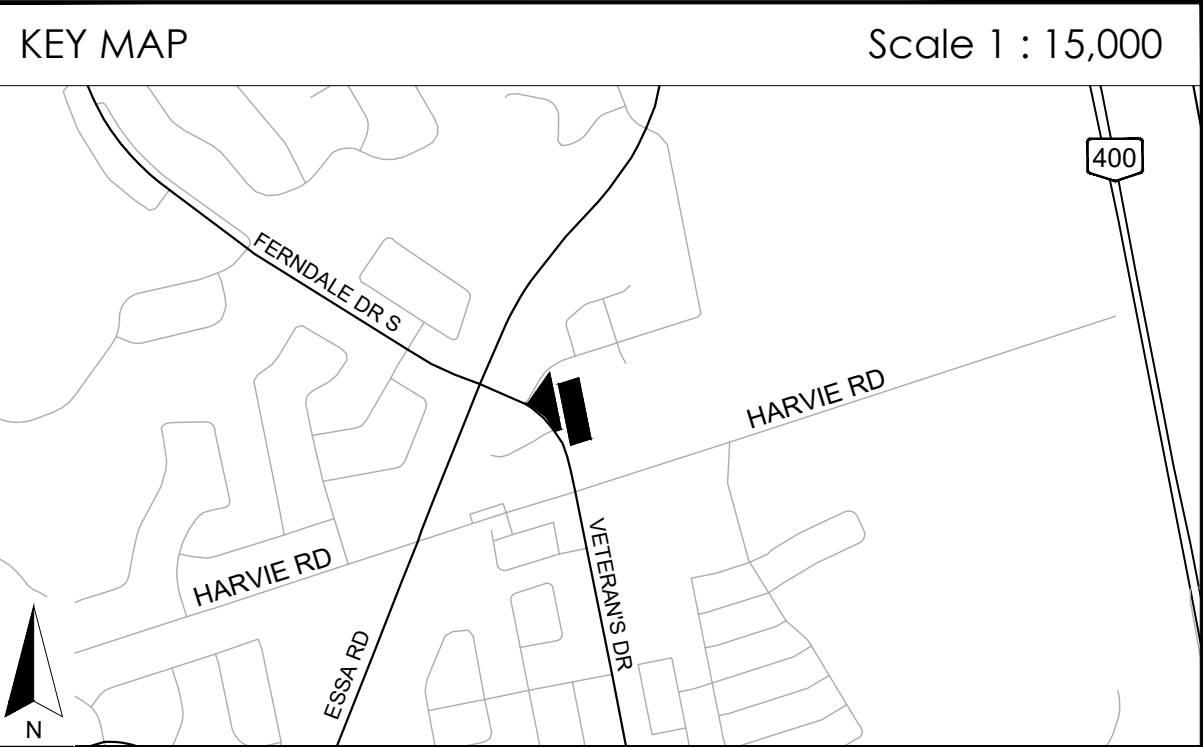 KEY MAP
Scale 1 : 15,000
400
FERNDALE DR S
HARVIE RD
VETERAN'S DR
HARVIE RD
ESSA RD
N